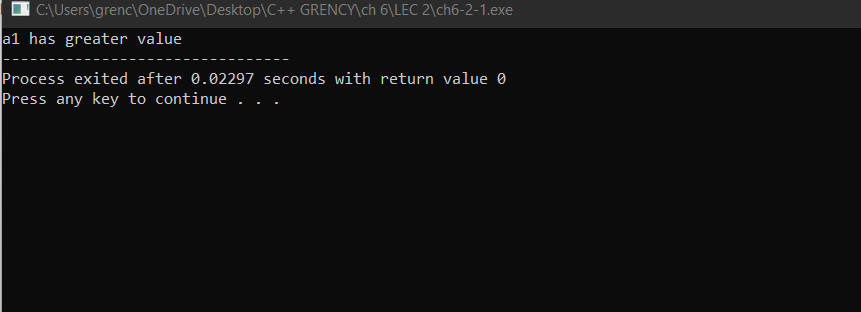 C:\Users\grenc\OneDrive\Desktop\C++ GRENCY\ch 6\LEC 2\ch6-2-1.exe
a1 has greater value
--------------------------------
Process exited after 0.02297 seconds with return value 0
Press any key to continue . . .